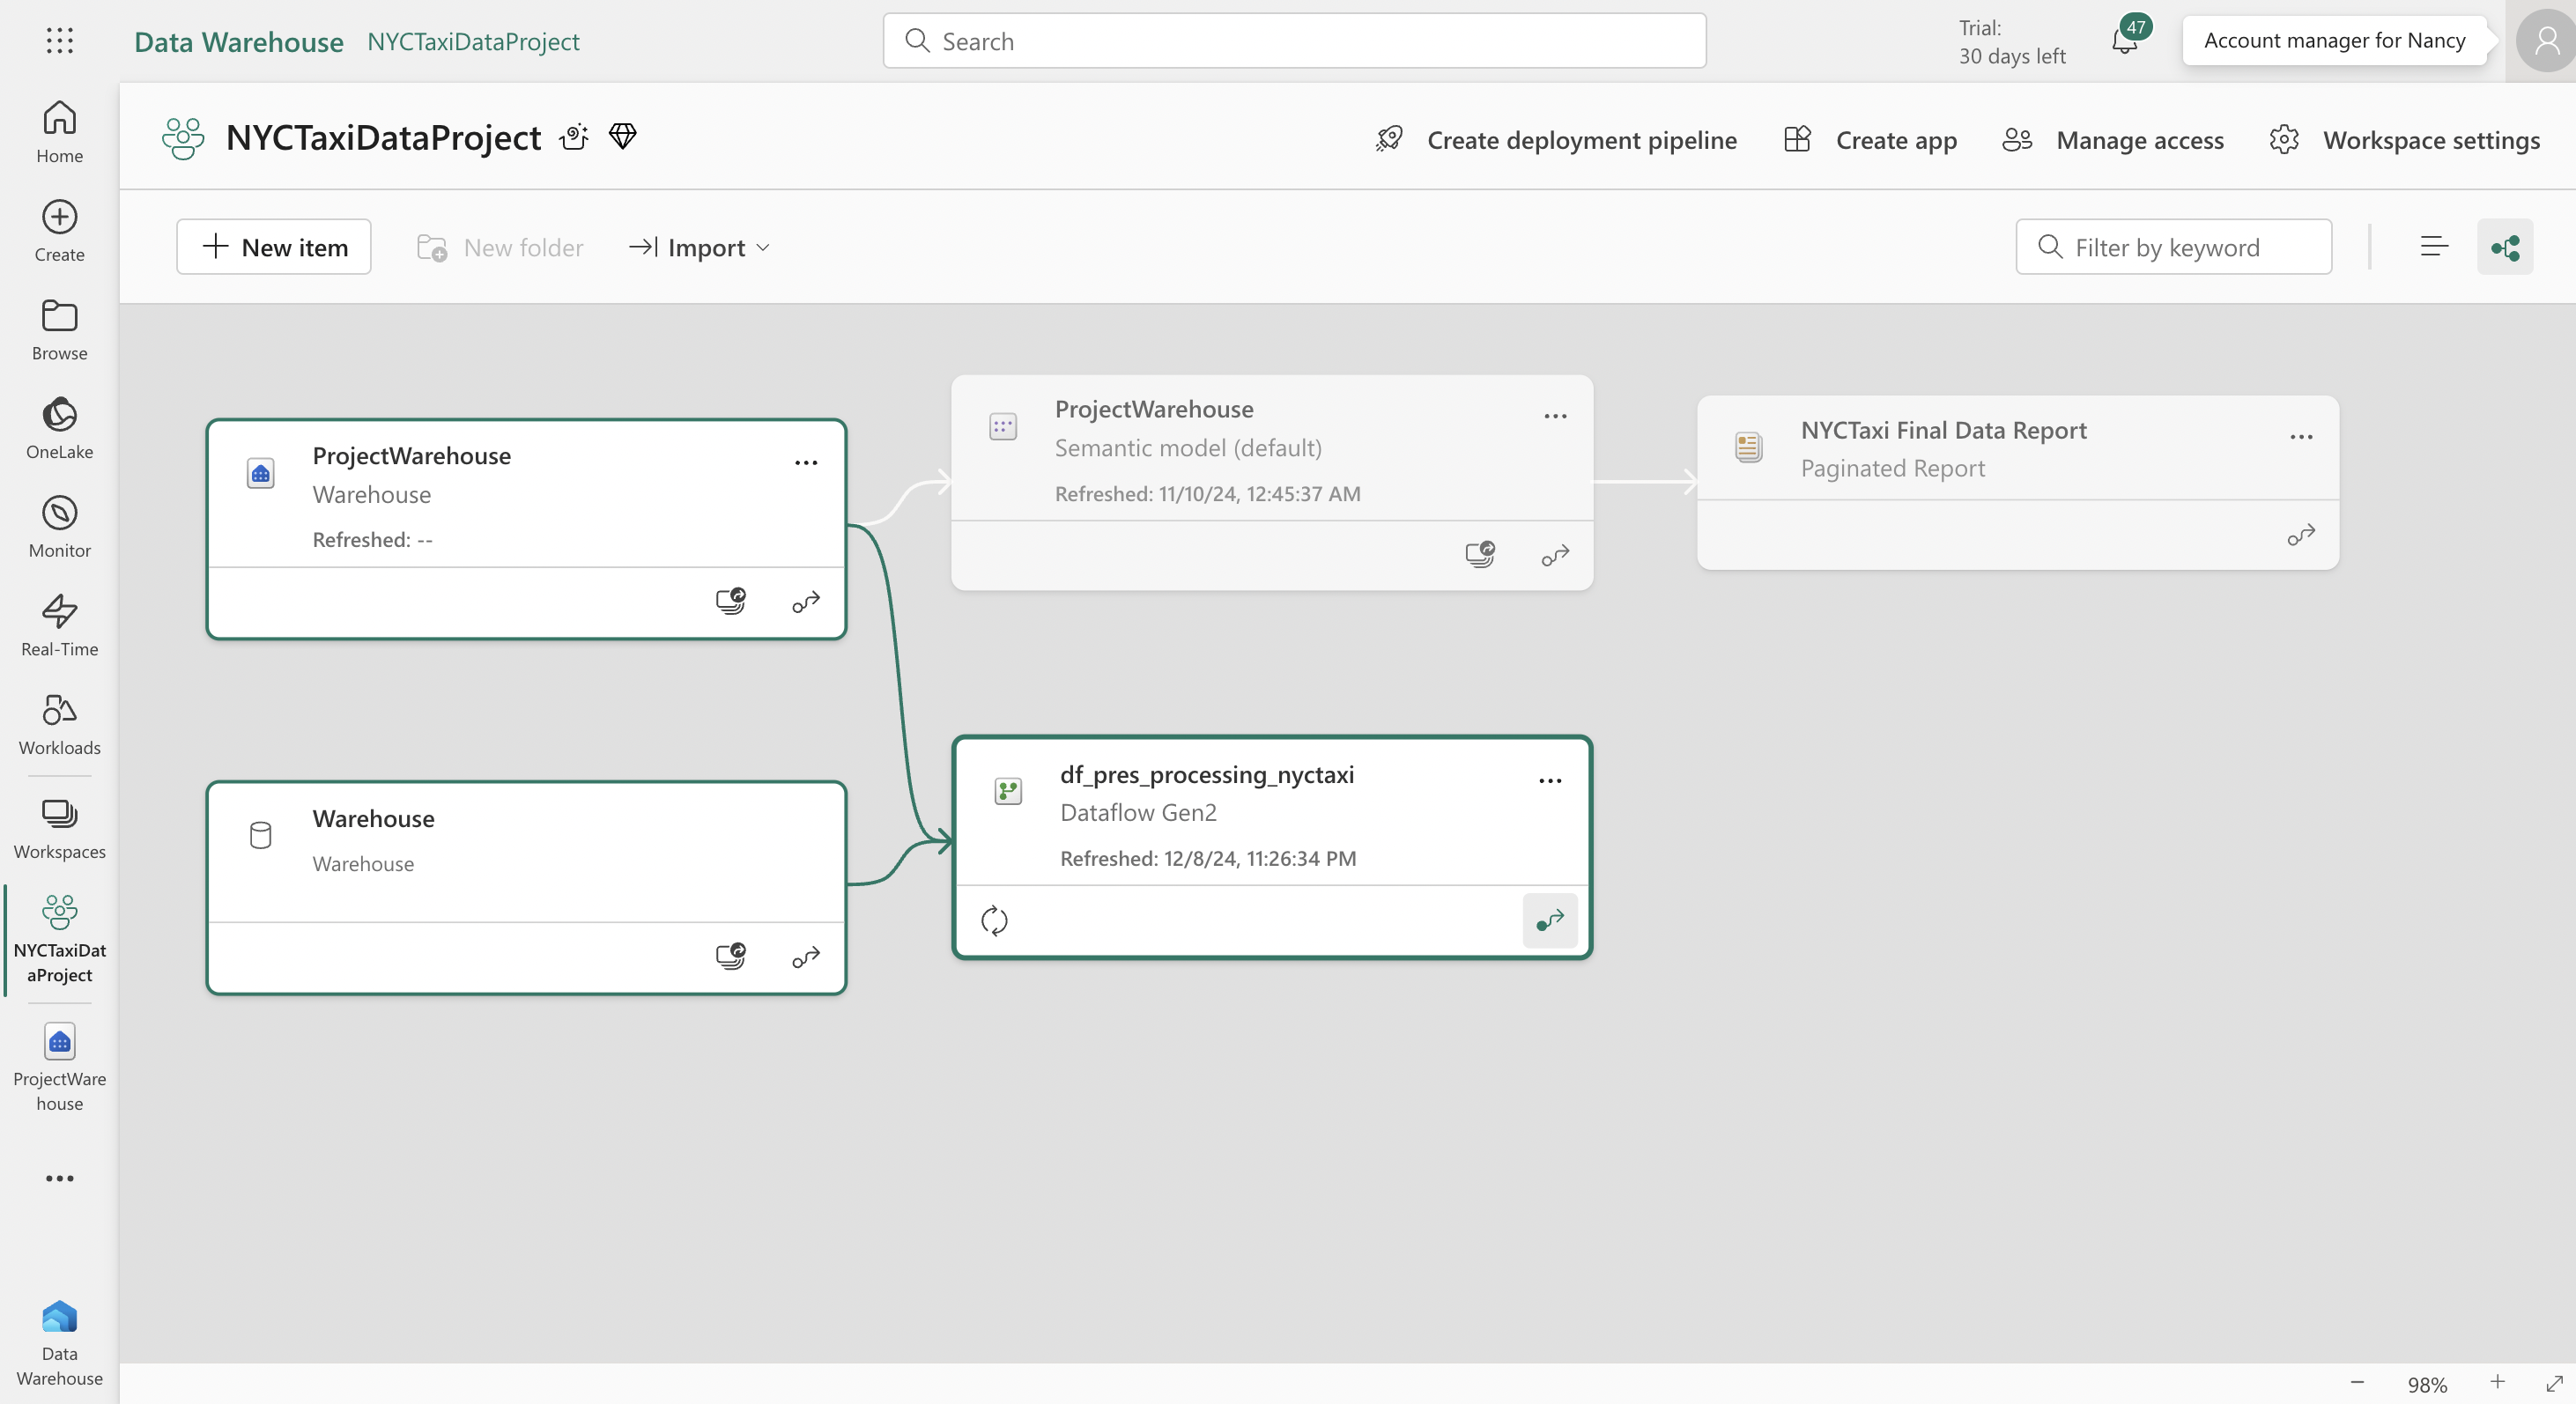 Data Warehouse NYCTaxiDataProject
Search
Trial:
30 days left
47
Account manager for Nancy
Home
Create
Browse
OneLake
Monitor
Real-Time
Workloads
Workspaces
NYCTaxiDat
aProject
ProjectWare
house
Data
Warehouse
NYCTaxiDataProject
Create deployment pipeline
Create app
Manage access
Workspace settings
New item
New folder
Import
Filter by keyword
ProjectWarehouse
Warehouse
Refreshed: --
ProjectWarehouse
Semantic model (default)
Refreshed: 11/10/24, 12:45:37 AM
NYCTaxi Final Data Report
Paginated Report
Warehouse
Warehouse
df_pres_processing_nyctaxi
Dataflow Gen2
Refreshed: 12/8/24, 11:26:34 PM
98%